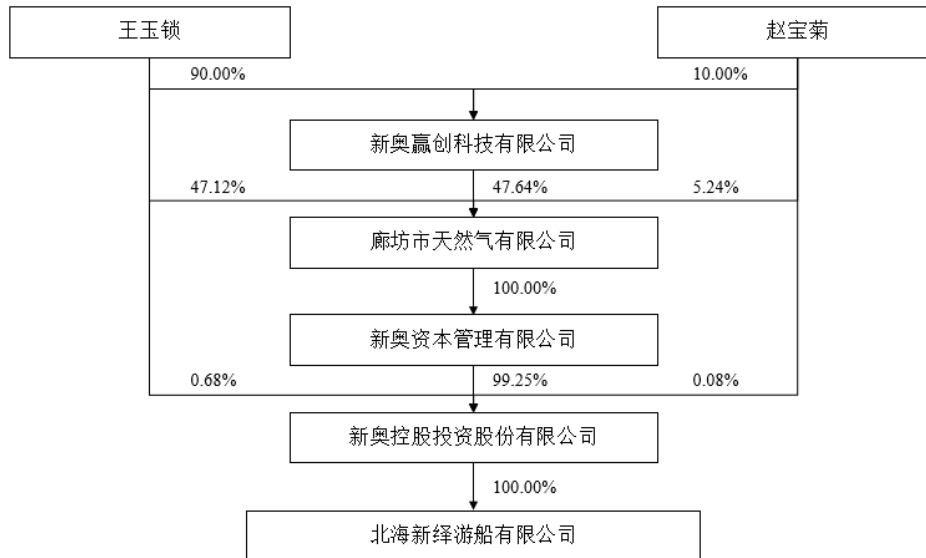 王玉锁
赵宝菊
90.00%
10.00%
新奥赢创科技有限公司
47.12%
47.64%
5.24%
廊坊市天然气有限公司
100.00%
新奥资本管理有限公司
0.68%
99.25%
0.08%
新奥控股投资股份有限公司
100.00%
北海新绎游船有限公司